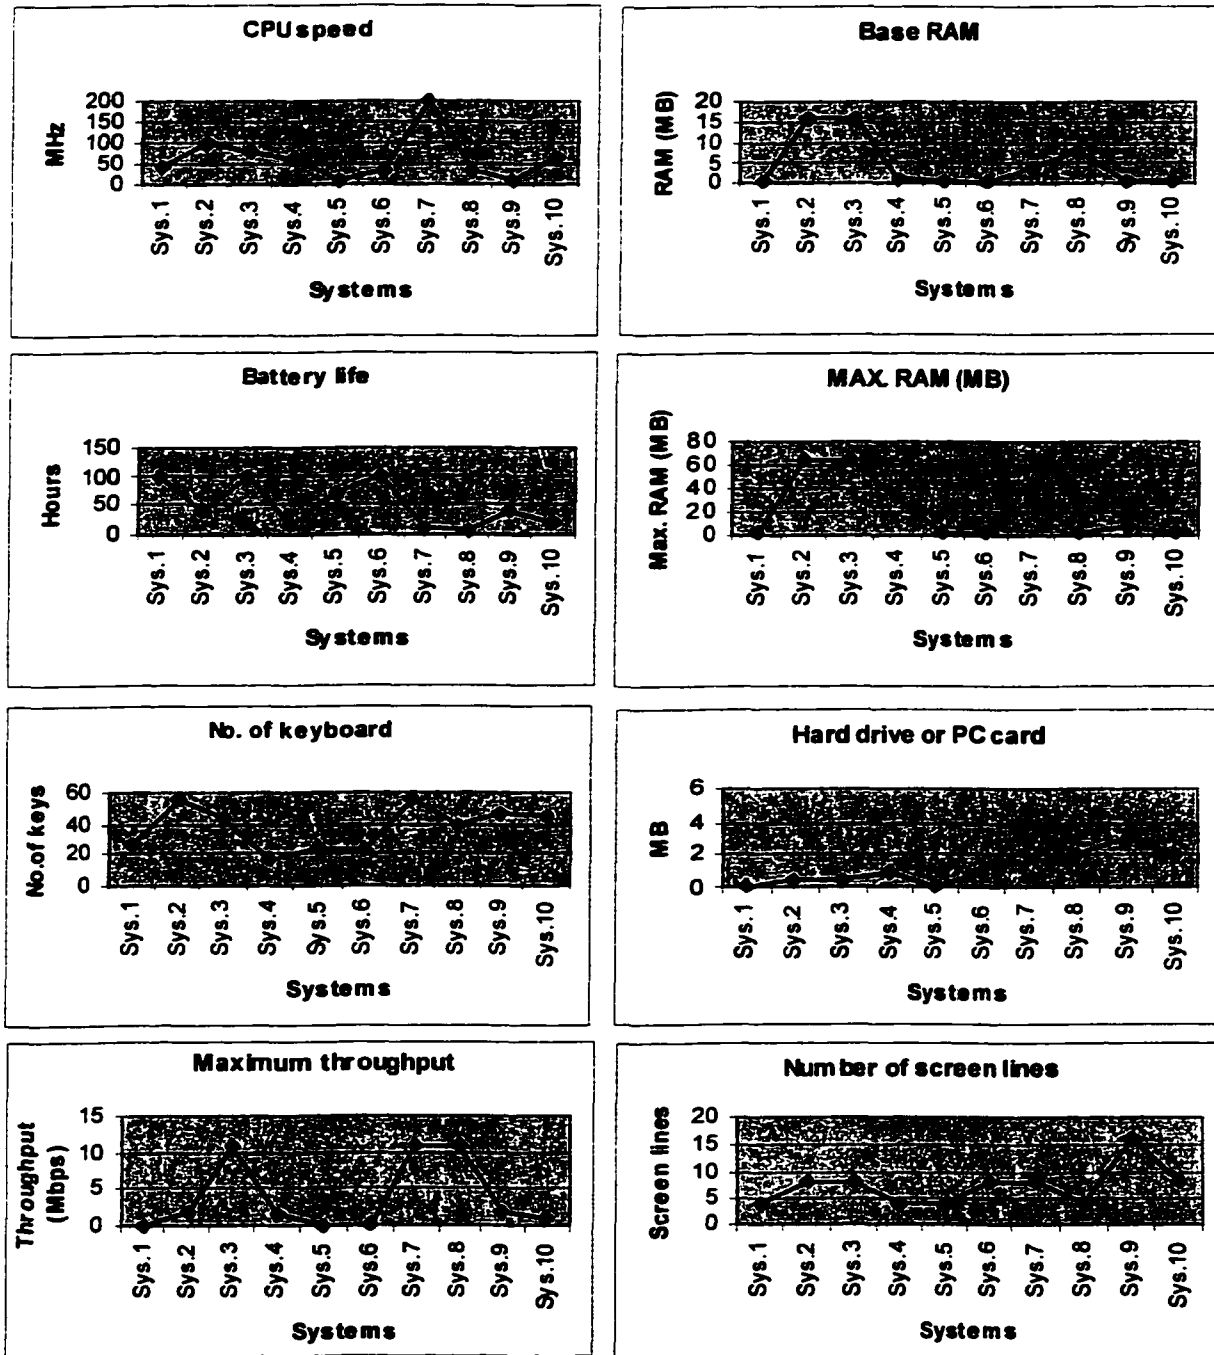 CPU speed
MHz
200
150
100
50
0
Sys.1 Sys.2 Sys.3 Sys.4 Sys.5 Sys.6 Sys.7 Sys.8 Sys.9 Sys.10
Systems
Base RAM
RAM (MB)
20
15
10
5
0
Sys.1 Sys.2 Sys.3 Sys.4 Sys.5 Sys.6 Sys.7 Sys.8 Sys.9 Sys.10
Systems
Battery life
Hours
150
100
50
0
Sys.1 Sys.2 Sys.3 Sys.4 Sys.5 Sys.6 Sys.7 Sys.8 Sys.9 Sys.10
Systems
MAX. RAM (MB)
Max. RAM (MB)
80
60
40
20
0
Sys.1 Sys.2 Sys.3 Sys.4 Sys.5 Sys.6 Sys.7 Sys.8 Sys.9 Sys.10
Systems
No. of keyboard
No.of keys
60
40
20
0
Sys.1 Sys.2 Sys.3 Sys.4 Sys.5 Sys.6 Sys.7 Sys.8 Sys.9 Sys.10
Systems
Hard drive or PC card
MB
6
4
2
0
Sys.1 Sys.2 Sys.3 Sys.4 Sys.5 Sys.6 Sys.7 Sys.8 Sys.9 Sys.10
Systems
Maximum throughput
Throughput
(Mbps)
15
10
5
0
Sys.1 Sys.2 Sys.3 Sys.4 Sys.5 Sys.6 Sys.7 Sys.8 Sys.9 Sys.10
Systems
Number of screen lines
Screen lines
20
15
10
5
0
Sys.1 Sys.2 Sys.3 Sys.4 Sys.5 Sys.6 Sys.7 Sys.8 Sys.9 Sys.10
Systems